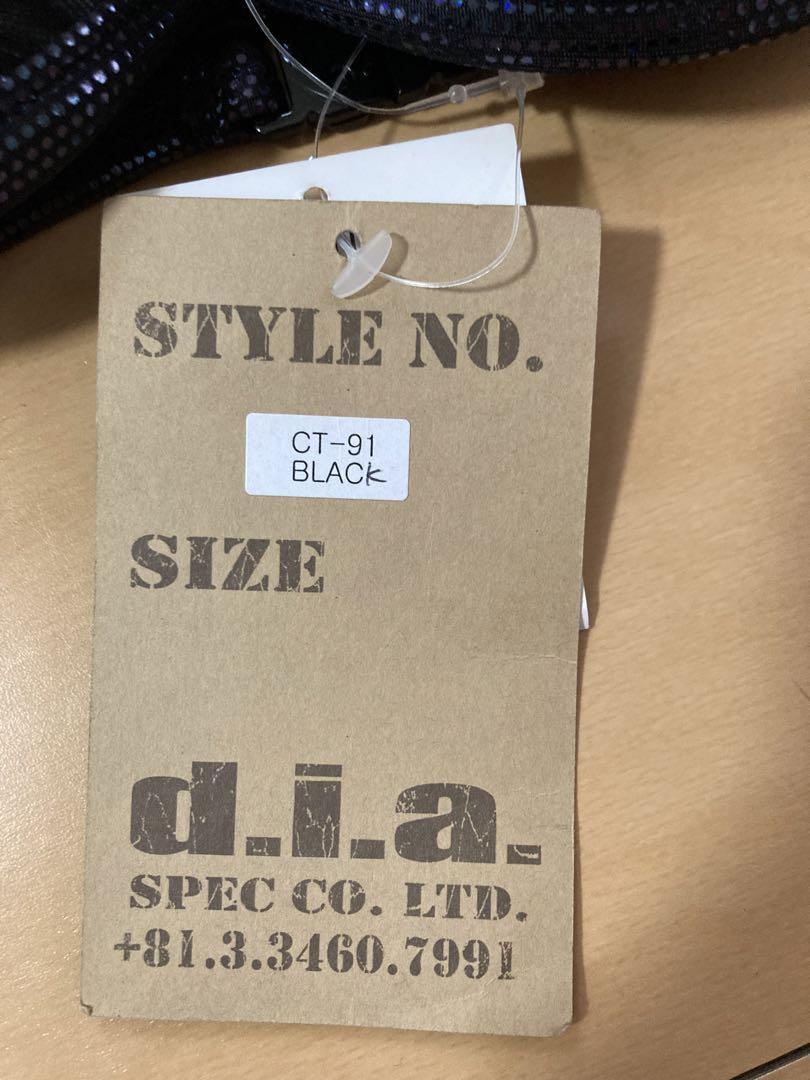 STYLE NO.
CT-91
BLACK
SIZE
d.i.a.
SPEC CO. LTD.
+81.3.3460.7991